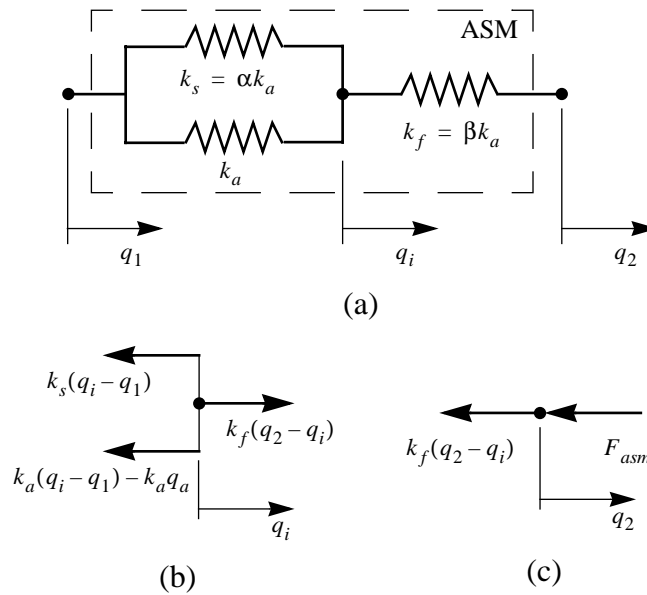 ASM
k_s = αk_a
k_f = βk_a
k_a
q_1
q_i
q_2
(a)
k_s(q_i – q_1)
k_f(q_2 – q_i)
k_a(q_i – q_1) – k_a q_a
q_i
(b)
k_f(q_2 – q_i)
F_asm
q_2
(c)